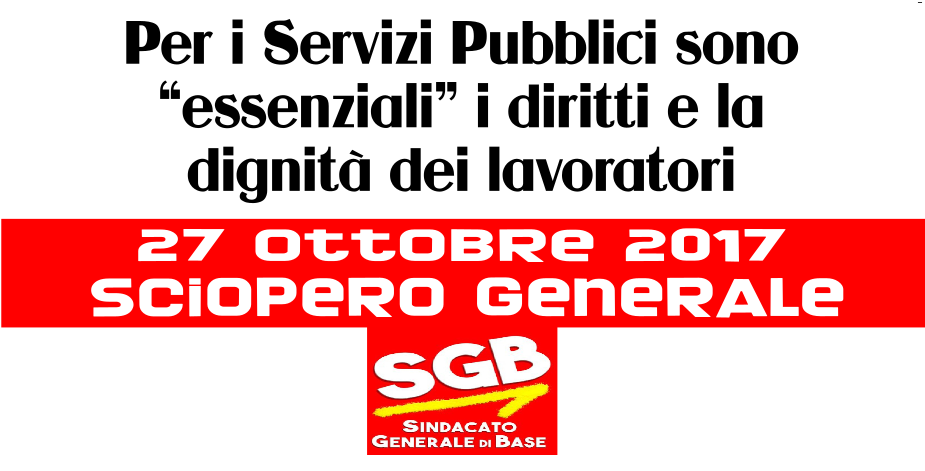 Per i Servizi Pubblici sono
“essenziali” i diritti e la
dignità dei lavoratori
27 ottobre 2017
sciopero generale
SGB
Sindacato
Generale di Base